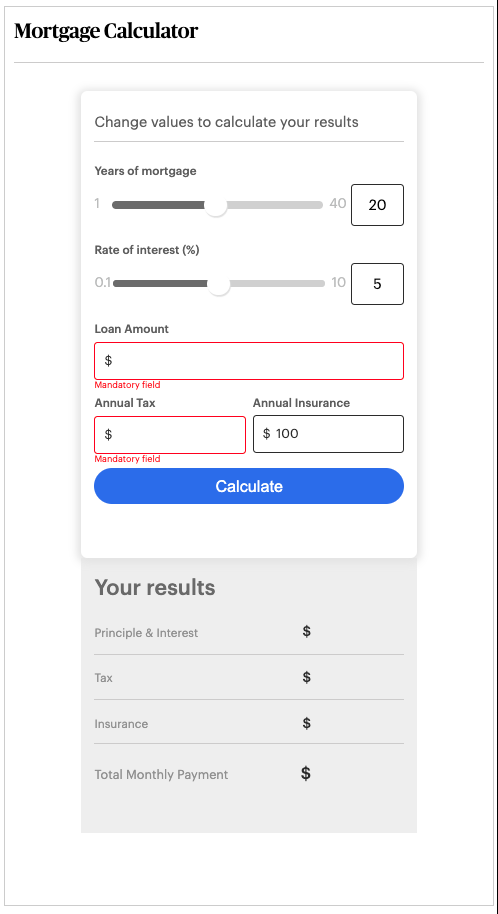 Mortgage Calculator
Change values to calculate your results
Years of mortgage
1 40 20
Rate of interest (%)
0.1 10 5
Loan Amount
$
Mandatory field
Annual Tax Annual Insurance
$ $ 100
Mandatory field
Calculate
Your results
Principle & Interest $
Tax $
Insurance $
Total Monthly Payment $